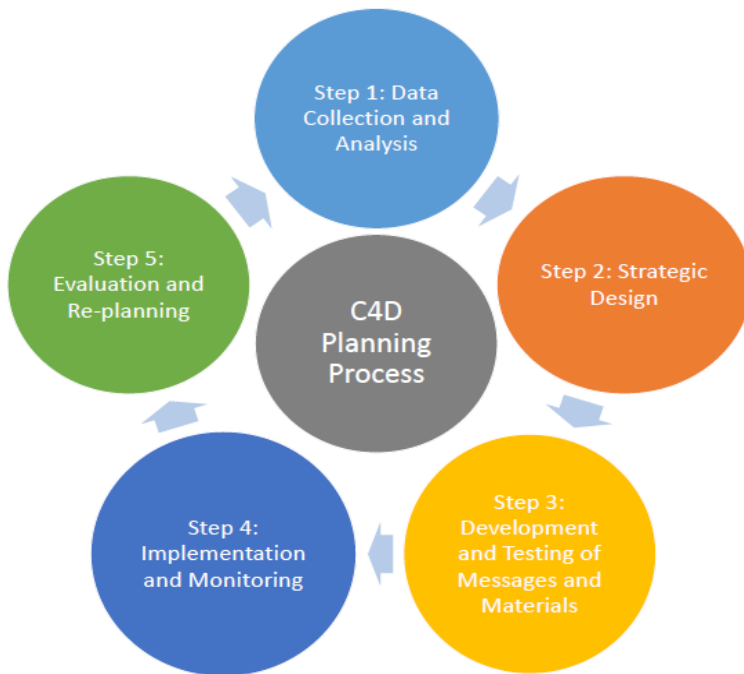 Step 1: Data
Collection and
Analysis
Step 2: Strategic
Design
Step 3:
Development
and Testing of
Messages and
Materials
Step 4:
Implementation
and Monitoring
Step 5:
Evaluation and
Re-planning
C4D
Planning
Process